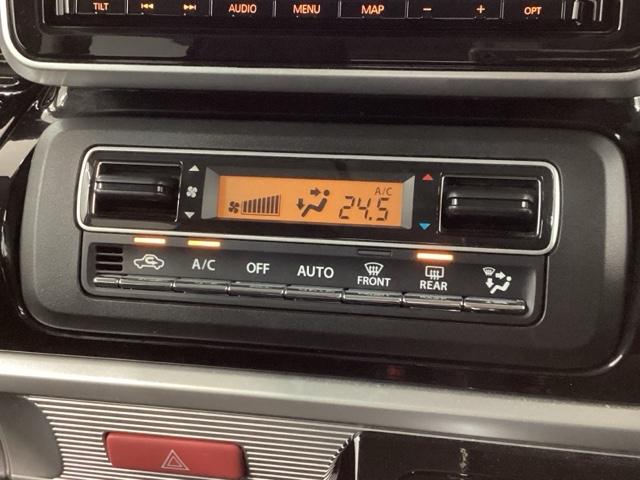 TILT AUDIO MENU MAP − + OPT
A/C
24.5
A/C OFF AUTO FRONT REAR